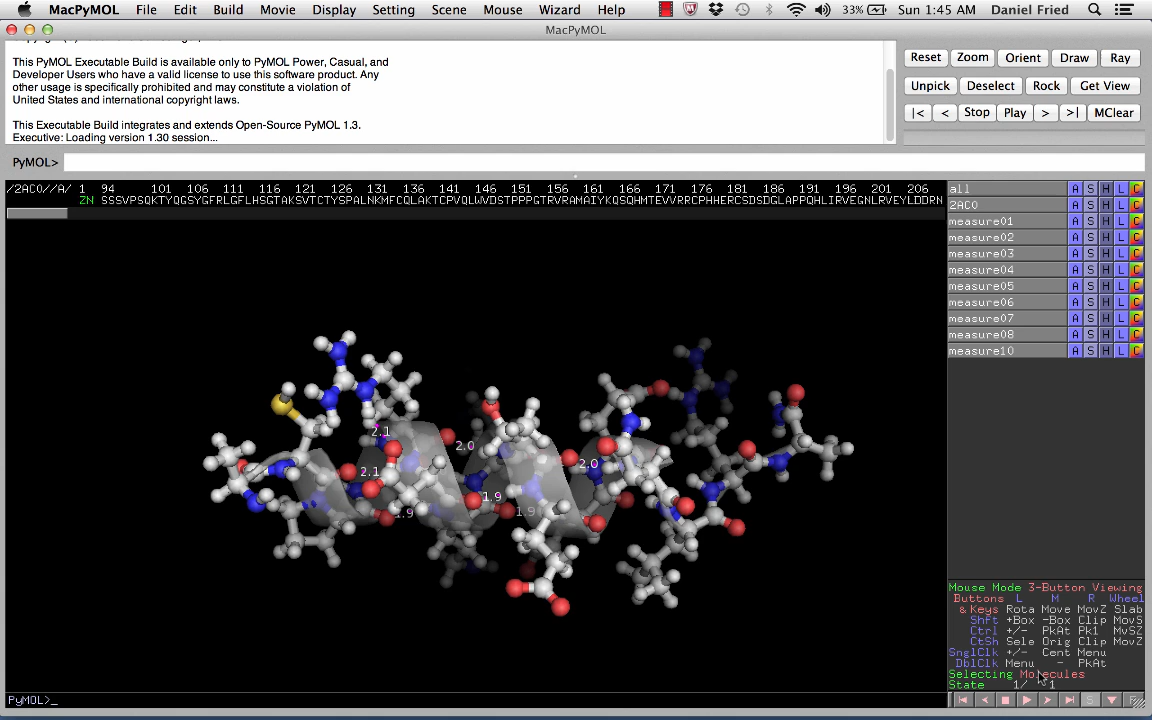 MacPyMOL File Edit Build Movie Display Setting Scene Mouse Wizard Help 33% Sun 1:45 AM Daniel Fried
MacPyMOL
This PyMOL Executable Build is available only to PyMOL Power, Casual, and
Developer Users who have a valid license to use this software product. Any
other usage is specifically prohibited and may constitute a violation of
United States and international copyright laws.
This Executable Build integrates and extends Open-Source PyMOL 1.3.
Executive: Loading version 1.30 session...
Reset Zoom Orient Draw Ray
Unpick Deselect Rock Get View
|< < Stop Play > >| MClear
PyMOL>
/2AC0//A/ 1 94 101 106 111 116 121 126 131 136 141 146 151 156 161 166 171 176 181 186 191 196 201 206
ZN SSSVPSQKTYQGSYGFRLGFLHSGTAKSVTCTYSPALNKMFCQLAKTCPVQLWVDSTPPPGTRVRAMAIYKQSQHMTEVVRRCPHHERCSDSDGLAPPQHLIRVEGNLRVEYLDDRN
all A S H L C
2AC0 A S H L C
measure01 A S H L C
measure02 A S H L C
measure03 A S H L C
measure04 A S H L C
measure05 A S H L C
measure06 A S H L C
measure07 A S H L C
measure08 A S H L C
measure10 A S H L C
2.1
2.0
2.0
2.1
1.9
1.9
1.9
Mouse Mode 3-Button Viewing
Buttons L M R Wheel
& Keys Rota Move MovZ Slab
Shft +Box -Box Clip MovS
Ctrl +/- PkAt Pk1 MvSZ
CtSh Sele Orig Clip MovZ
SnglClk +/- Cent Menu
DblClk Menu - PkAt
Selecting Molecules
State 1/ 1
PyMOL>_
S